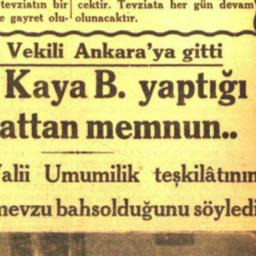 tevziatın bir
e gayret olu-
cektir. Tevziata her gün devam
olunacaktır.
Vekili Ankara'ya gitti
Kaya B. yaptığı
attan memnun..
Valii Umumilik teşkilâtının
mevzu bahsolduğunu söyledi